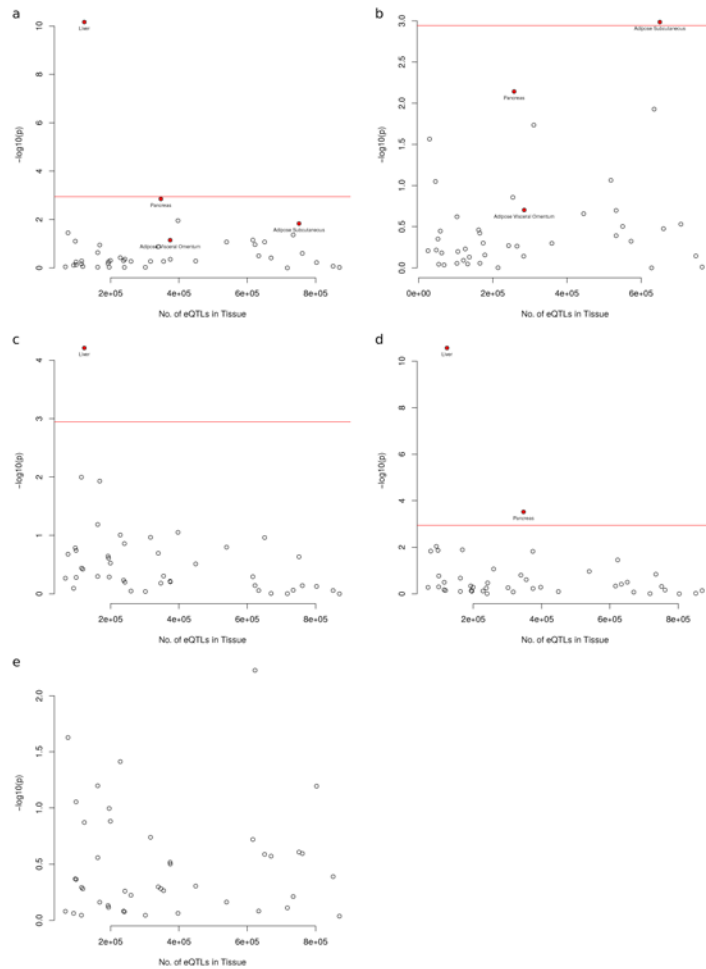 a
10
8
6
4
2
0
-log10(p)
Liver
Pancreas
Adipose Visceral Omentum
Adipose Subcutaneous
2e+05
4e+05
6e+05
8e+05
No. of eQTLs in Tissue
b
3.0
2.5
2.0
1.5
1.0
0.5
0.0
-log10(p)
Adipose Subcutaneous
Pancreas
Adipose Visceral Omentum
0e+00
2e+05
4e+05
6e+05
No. of eQTLs in Tissue
c
4
3
2
1
0
-log10(p)
Liver
2e+05
4e+05
6e+05
8e+05
No. of eQTLs in Tissue
d
10
8
6
4
2
0
-log10(p)
Liver
Pancreas
2e+05
4e+05
6e+05
8e+05
No. of eQTLs in Tissue
e
2.0
1.5
1.0
0.5
0.0
-log10(p)
2e+05
4e+05
6e+05
8e+05
No. of eQTLs in Tissue